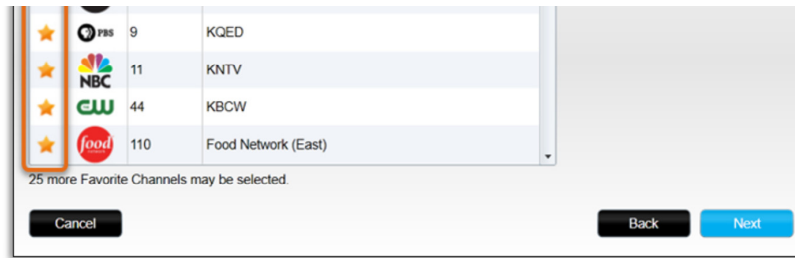 PBS 9 KQED
NBC 11 KNTV
CW 44 KBCW
food 110 Food Network (East)
25 more Favorite Channels may be selected.
Cancel Back Next